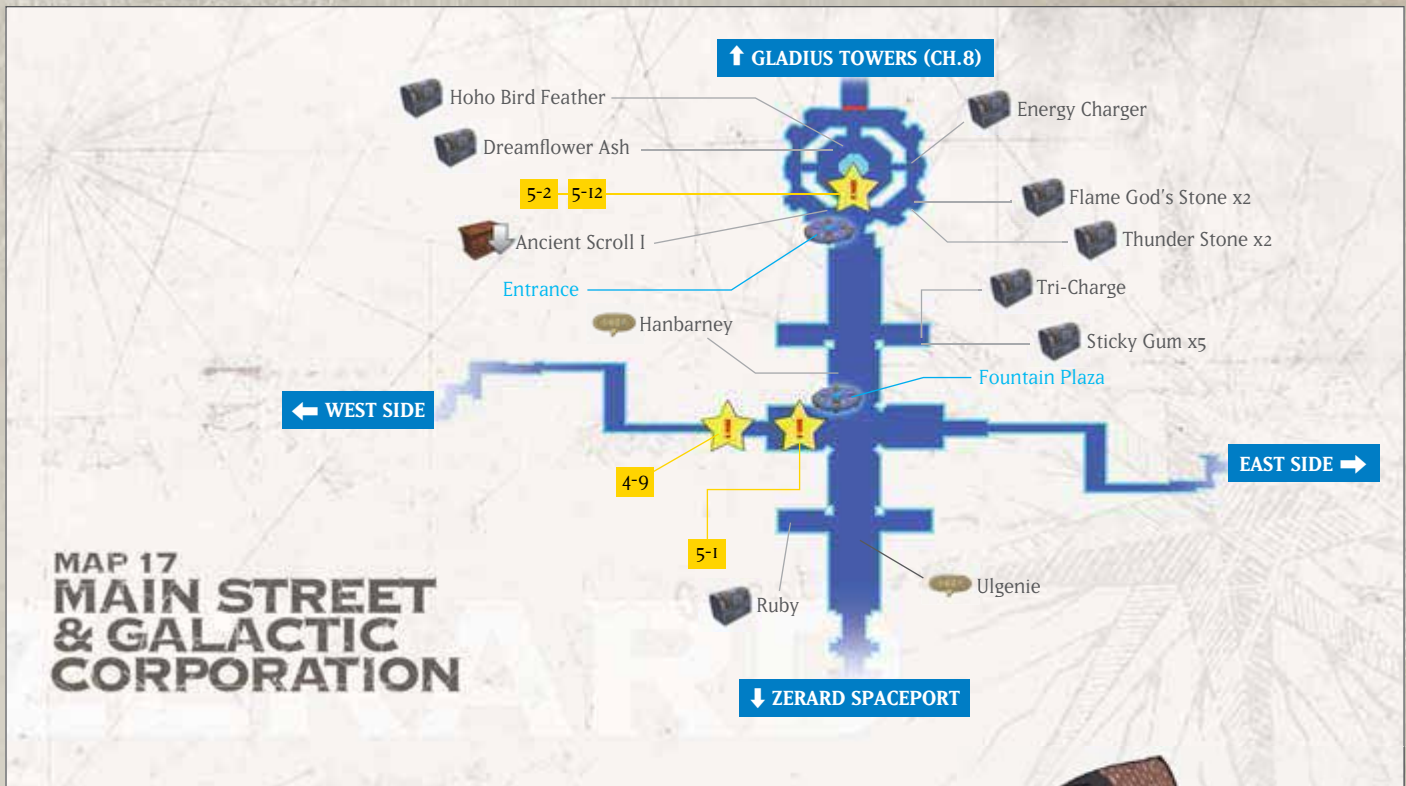 ↑ GLADIUS TOWERS (CH.8)
Hoho Bird Feather
Energy Charger
Dreamflower Ash
5-2
5-12
Flame God's Stone x2
Ancient Scroll I
Thunder Stone x2
Entrance
Tri-Charge
Hanbarney
Sticky Gum x5
Fountain Plaza
← WEST SIDE
EAST SIDE →
4-9
5-1
MAP 17
MAIN STREET
& GALACTIC
CORPORATION
Ulgenie
Ruby
ZERARD
↓ ZERARD SPACEPORT